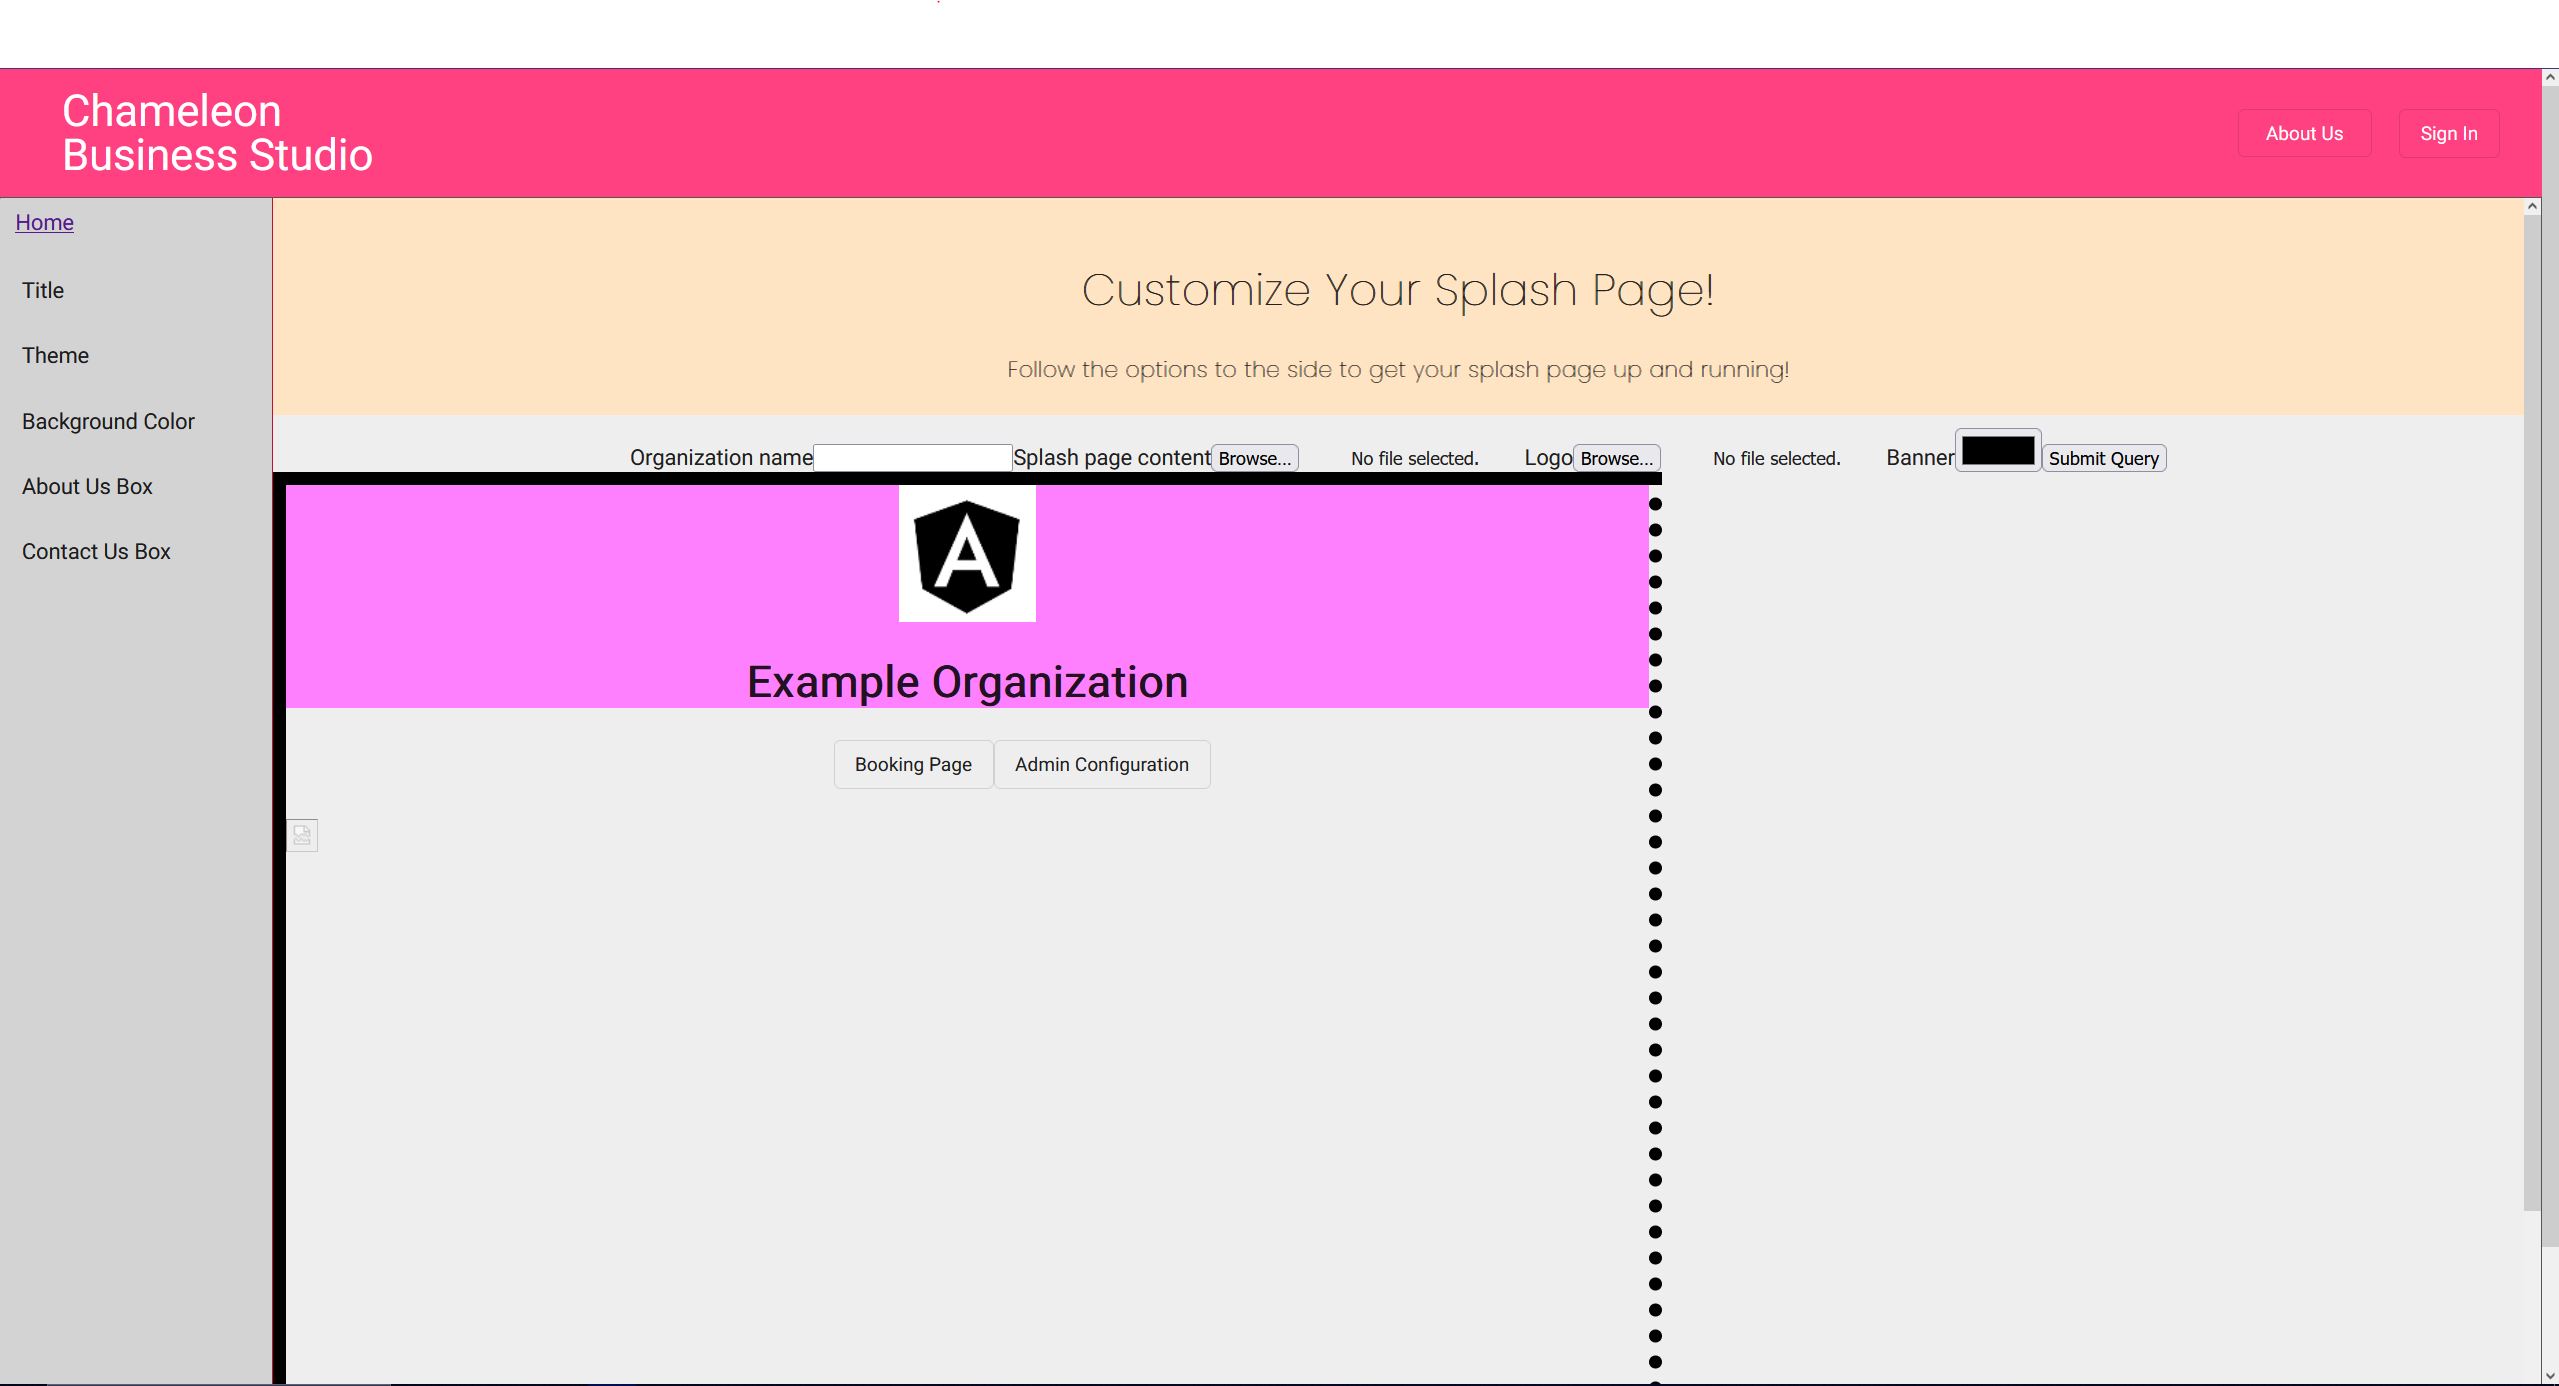 Chameleon
Business Studio
About Us
Sign In
Home
Title
Theme
Background Color
About Us Box
Contact Us Box
Customize Your Splash Page!
Follow the options to the side to get your splash page up and running!
Organization name Splash page content Browse... No file selected. Logo Browse... No file selected. Banner Submit Query
A
Example Organization
Booking Page Admin Configuration